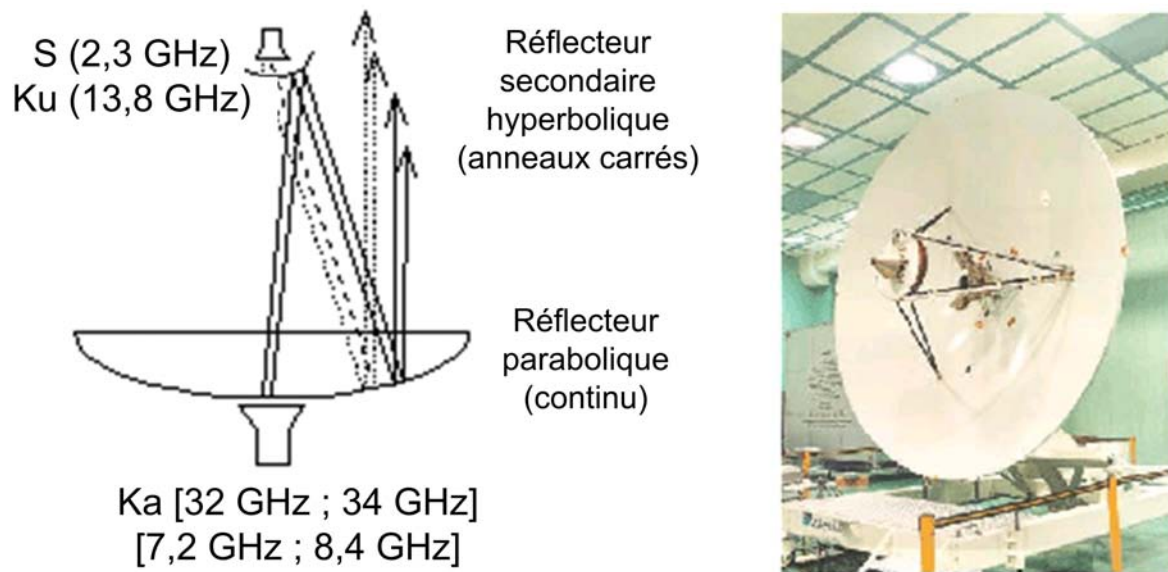 S (2,3 GHz)
Ku (13,8 GHz)
Réflecteur
secondaire
hyperbolique
(anneaux carrés)
Réflecteur
parabolique
(continu)
Ka [32 GHz ; 34 GHz]
[7,2 GHz ; 8,4 GHz]